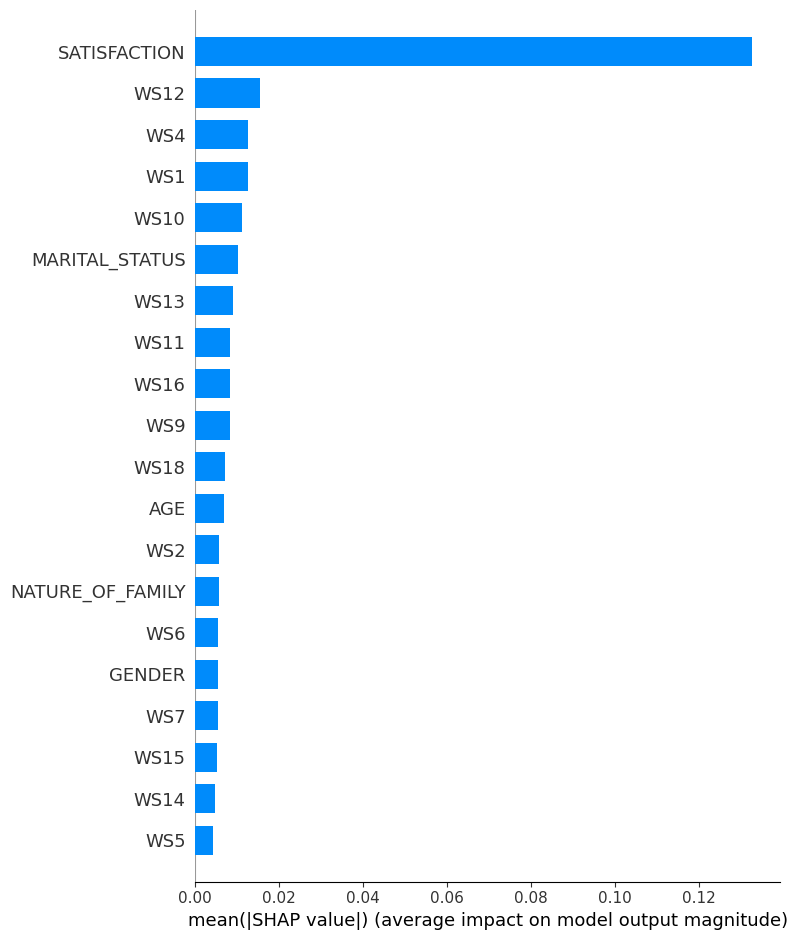 SATISFACTION
WS12
WS4
WS1
WS10
MARITAL_STATUS
WS13
WS11
WS16
WS9
WS18
AGE
WS2
NATURE_OF_FAMILY
WS6
GENDER
WS7
WS15
WS14
WS5
0.00 0.02 0.04 0.06 0.08 0.10 0.12
mean(|SHAP value|) (average impact on model output magnitude)